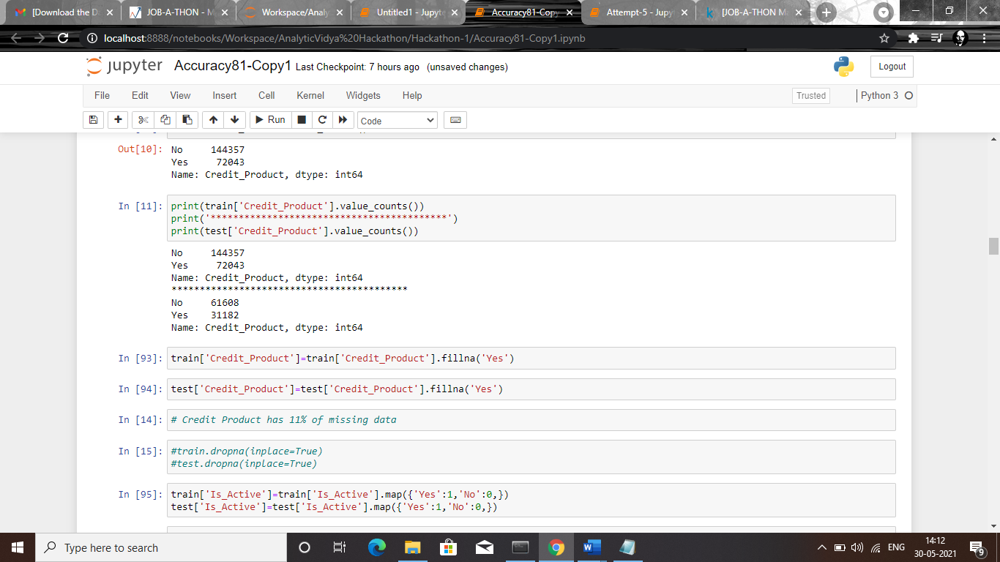 [Download the D
JOB-A-THON - M
Workspace/Analy
Untitled1 - Jupyte
Accuracy81-Copy
Attempt-5 - Jupy
[JOB-A-THON M
localhost:8888/notebooks/Workspace/AnalyticVidya%20Hackathon/Hackathon-1/Accuracy81-Copy1.ipynb
jupyter Accuracy81-Copy1 Last Checkpoint: 7 hours ago (unsaved changes)
Logout
File Edit View Insert Cell Kernel Widgets Help
Trusted
Python 3
Run
Code
Out[10]: No 144357
Yes 72043
Name: Credit_Product, dtype: int64
In [11]: print(train['Credit_Product'].value_counts())
print('******************************************')
print(test['Credit_Product'].value_counts())
No 144357
Yes 72043
Name: Credit_Product, dtype: int64
******************************************
No 61608
Yes 31182
Name: Credit_Product, dtype: int64
In [93]: train['Credit_Product']=train['Credit_Product'].fillna('Yes')
In [94]: test['Credit_Product']=test['Credit_Product'].fillna('Yes')
In [14]: # Credit Product has 11% of missing data
In [15]: #train.dropna(inplace=True)
#test.dropna(inplace=True)
In [95]: train['Is_Active']=train['Is_Active'].map({'Yes':1,'No':0,})
test['Is_Active']=test['Is_Active'].map({'Yes':1,'No':0,})
Type here to search
ENG
14:12
30-05-2021
9